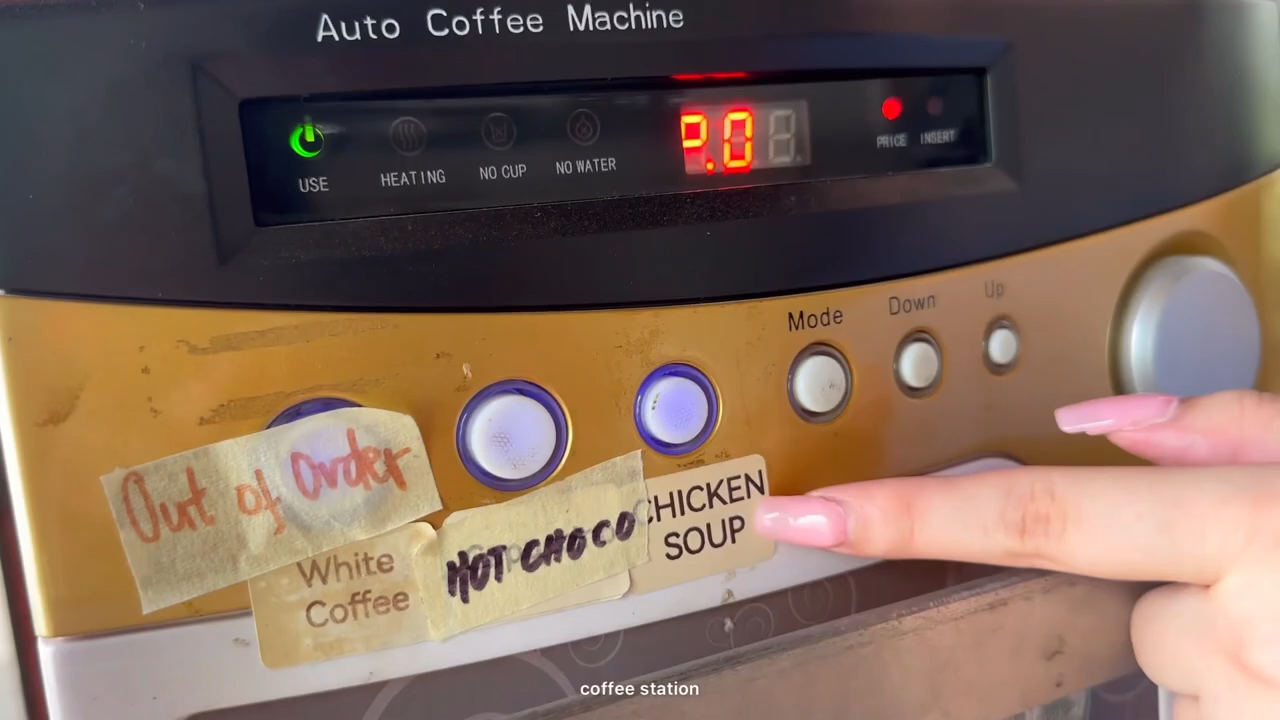 Auto Coffee Machine
USE
HEATING
NO CUP
NO WATER
P.0
PRICE
INSERT
Mode
Down
Up
Out of Order
White
Coffee
HOT CHOCO
CHICKEN
SOUP
coffee station